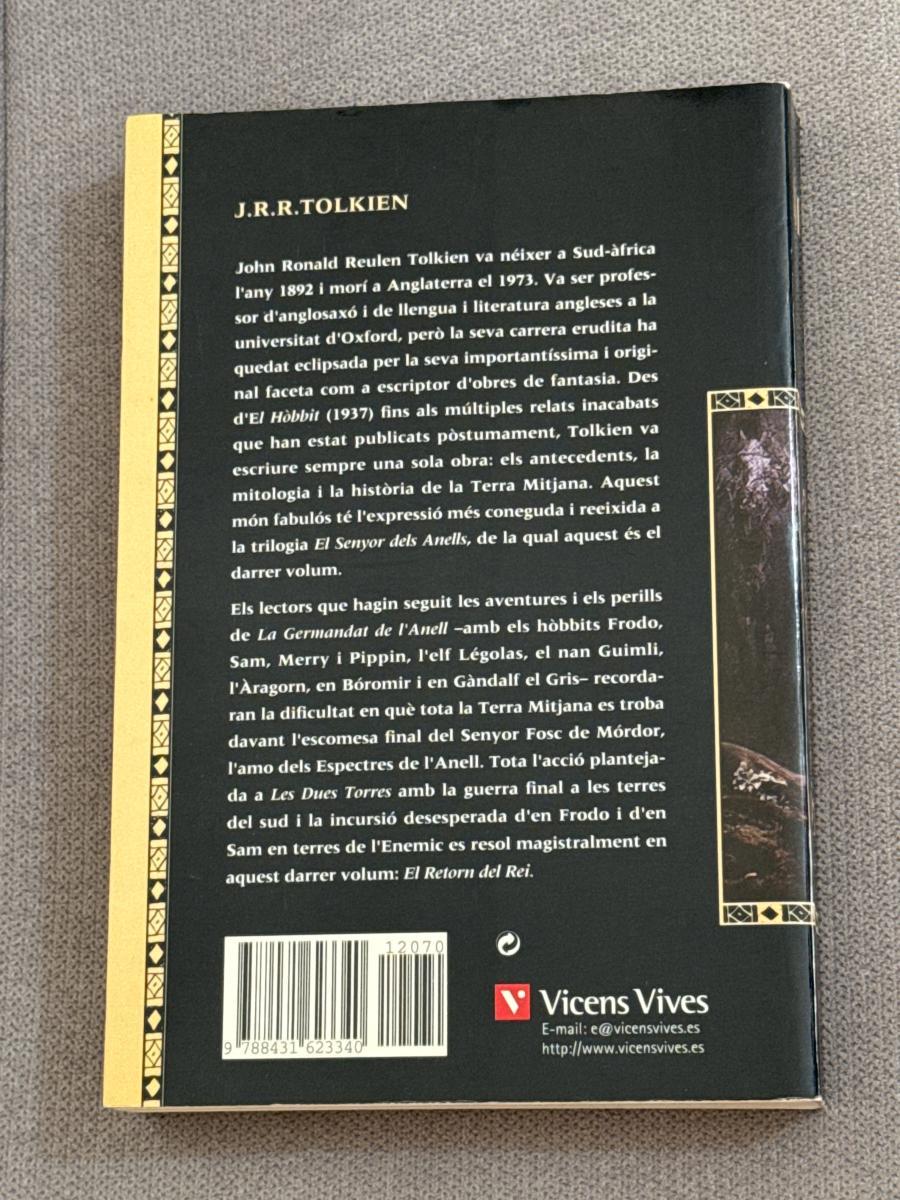 J.R.R.TOLKIEN
John Ronald Reulen Tolkien va néixer a Sud-àfrica
l'any 1892 i morí a Anglaterra el 1973. Va ser profes-
sor d'anglosaxó i de llengua i literatura angleses a la
universitat d'Oxford, però la seva carrera erudita ha
quedat eclipsada per la seva importantíssima i origi-
nal faceta com a escriptor d'obres de fantasia. Des
d'El Hòbbit (1937) fins als múltiples relats inacabats
que han estat publicats pòstumament, Tolkien va
escriure sempre una sola obra: els antecedents, la
mitologia i la història de la Terra Mitjana. Aquest
món fabulós té l'expressió més coneguda i reeixida a
la trilogia El Senyor dels Anells, de la qual aquest és el
darrer volum.
Els lectors que hagin seguit les aventures i els perills
de La Germandat de l'Anell –amb els hòbbits Frodo,
Sam, Merry i Pippin, l'elf Légolas, el nan Guimli,
l'Àragorn, en Bóromir i en Gàndalf el Gris– recorda-
ran la dificultat en què tota la Terra Mitjana es troba
davant l'escomesa final del Senyor Fosc de Mórdor,
l'amo dels Espectres de l'Anell. Tota l'acció planteja-
da a Les Dues Torres amb la guerra final a les terres
del sud i la incursió desesperada d'en Frodo i d'en
Sam en terres de l'Enemic es resol magistralment en
aquest darrer volum: El Retorn del Rei.
12070
9 788431 623340
Vicens Vives
E-mail: e@vicensvives.es
http://www.vicensvives.es